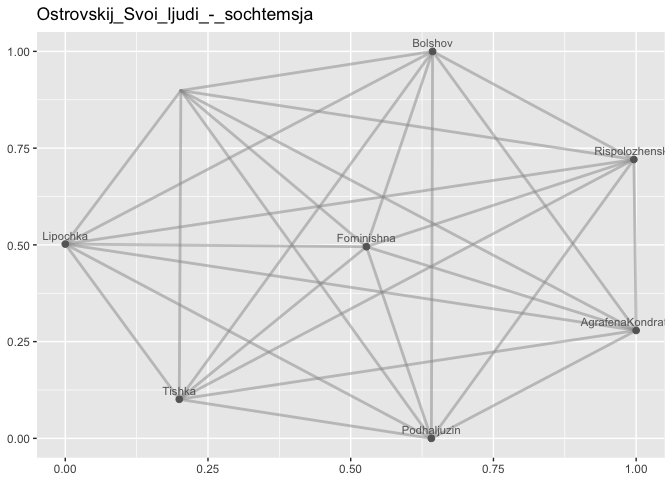 Ostrovskij_Svoi_ljudi_-_sochtemsja
1.00
Bolshov
0.75
Rispolozhensk
Lipochka
Fominishna
0.50
AgrafenaKondrat
0.25
Tishka
Podhaljuzin
0.00
0.00 0.25 0.50 0.75 1.00